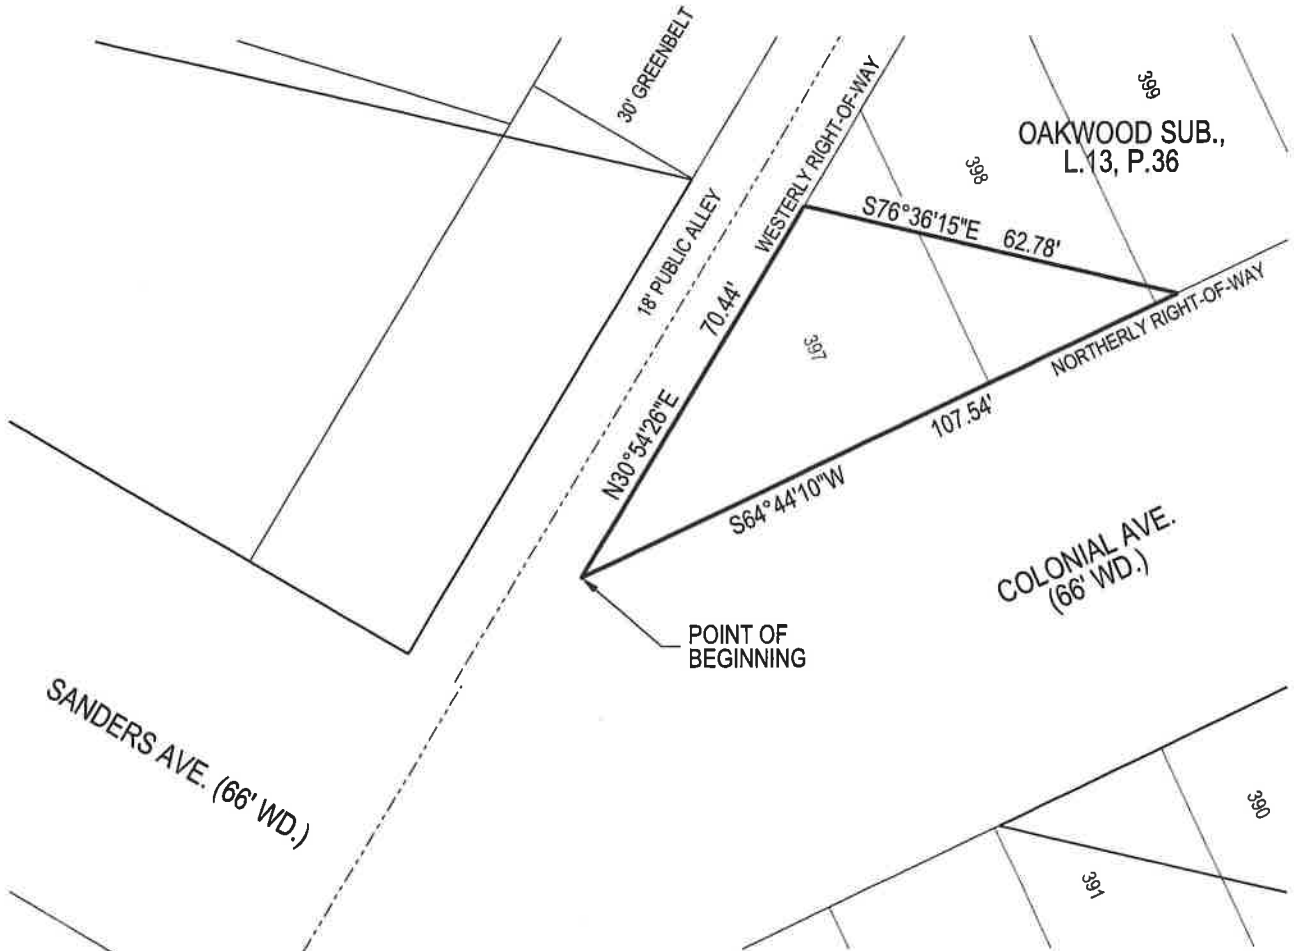 30' GREENBELT
18' PUBLIC ALLEY
WESTERLY RIGHT-OF-WAY
399
OAKWOOD SUB.,
L.13, P.36
398
S76°36'15"E 62.78'
70.44'
N30°54'26"E
397
NORTHERLY RIGHT-OF-WAY
107.54'
S64°44'10"W
COLONIAL AVE.
(66' WD.)
POINT OF
BEGINNING
SANDERS AVE. (66' WD.)
390
391